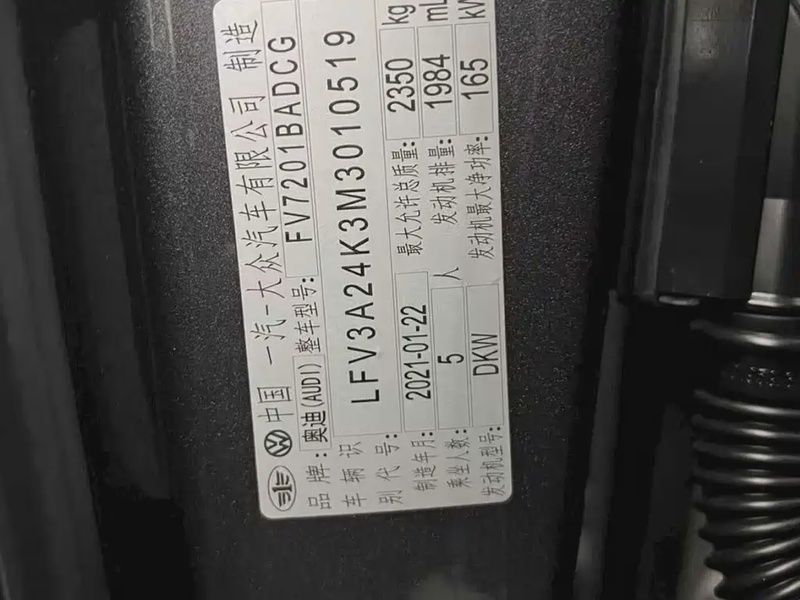 中国 一汽-大众汽车有限公司 制造
品牌: 奥迪(AUDI) 整车型号: FV7201BADCG
车辆识别代号: LFV3A24K3M3010519
制造年月: 2021-01-22 最大允许总质量: 2350 kg
乘坐人数: 5 人 发动机排量: 1984 mL
发动机型号: DKW 发动机最大净功率: 165 kW